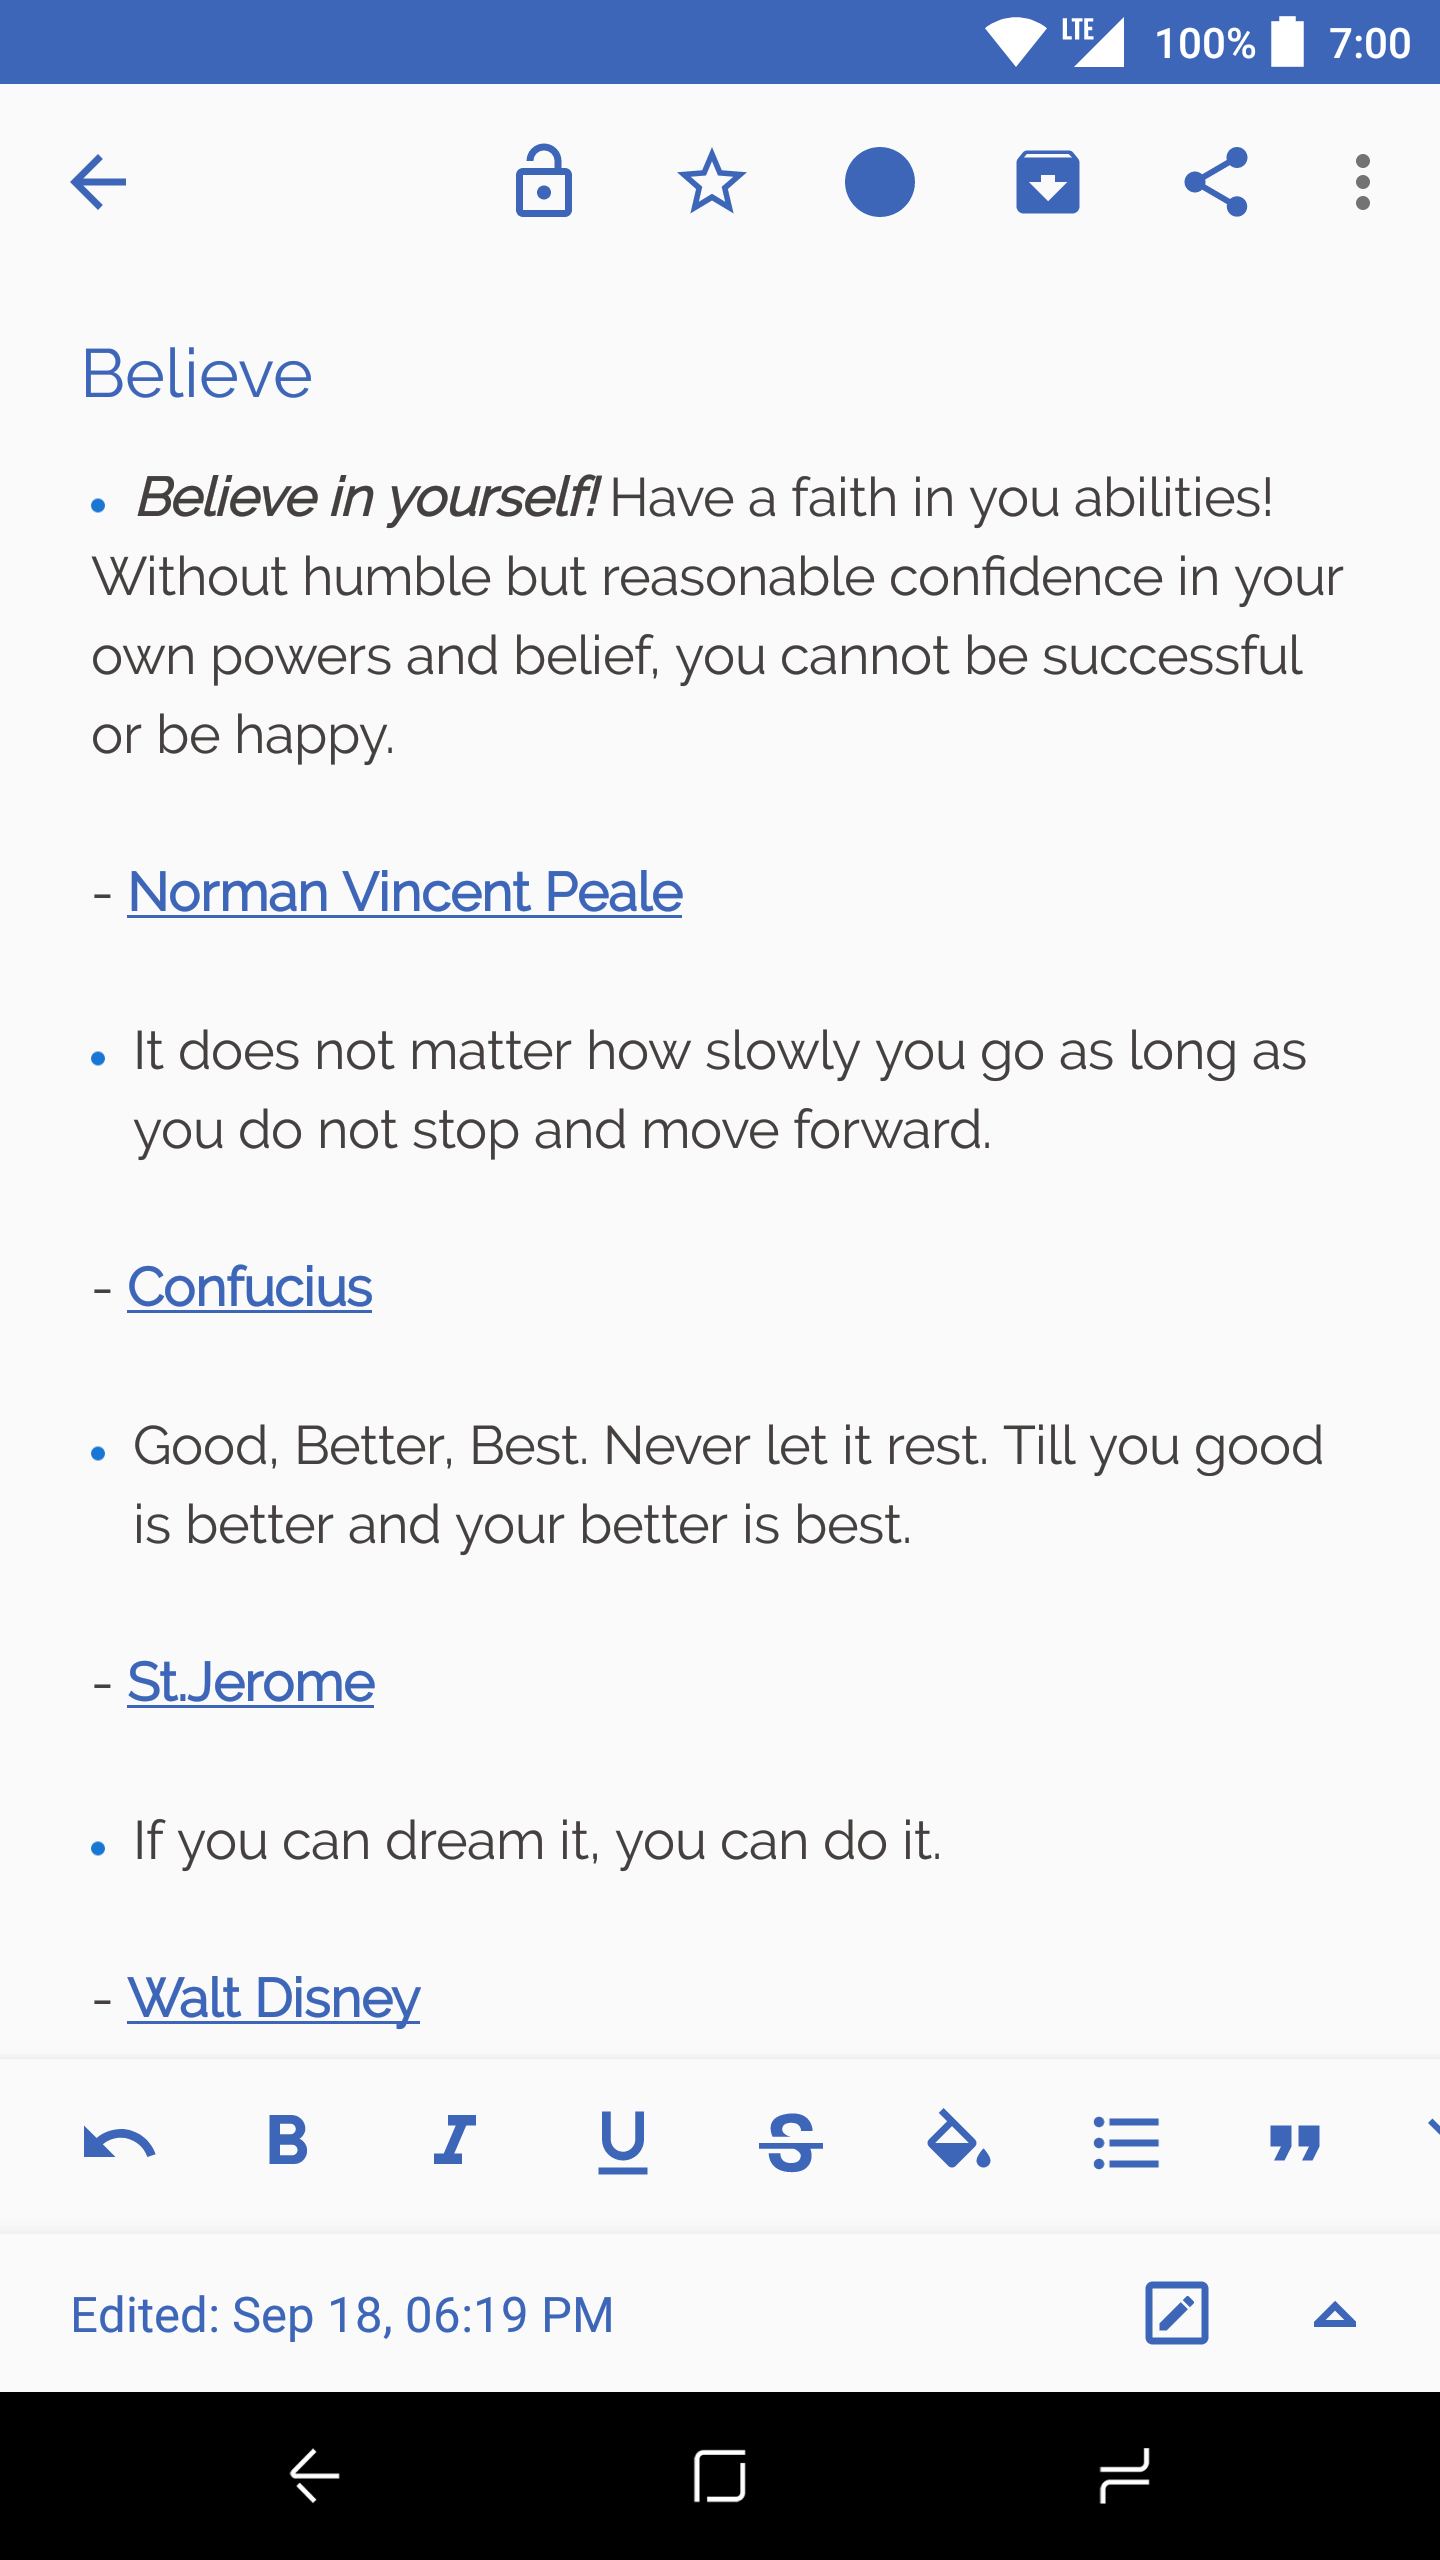 LTE 100% 7:00
Believe
• Believe in yourself! Have a faith in you abilities!
Without humble but reasonable confidence in your
own powers and belief, you cannot be successful
or be happy.
- Norman Vincent Peale
• It does not matter how slowly you go as long as
you do not stop and move forward.
- Confucius
• Good, Better, Best. Never let it rest. Till you good
is better and your better is best.
- St.Jerome
• If you can dream it, you can do it.
- Walt Disney
B I U S
Edited: Sep 18, 06:19 PM